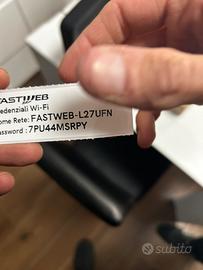 FASTWEB
edenziali Wi-Fi
ome Rete: FASTWEB-L27UFN
assword : 7PU44MSRPY
subito